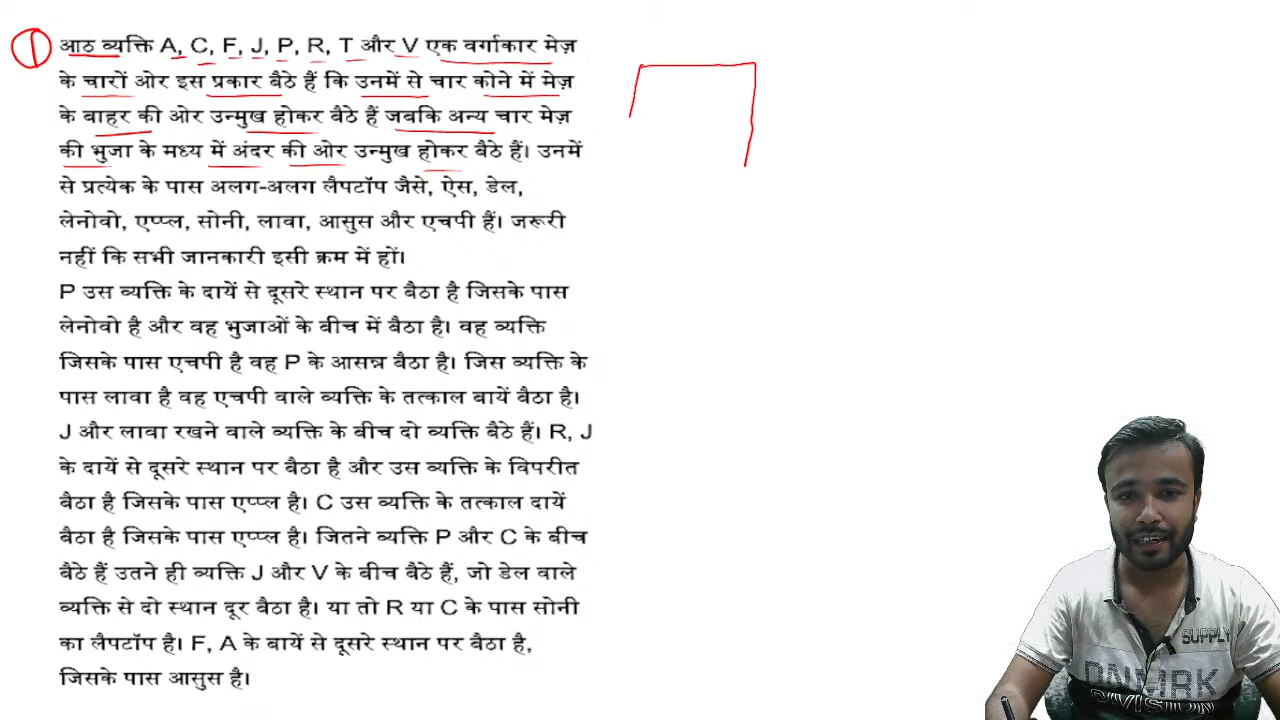 ① आठ व्यक्ति A, C, F, J, P, R, T और V एक वर्गाकार मेज़
के चारों ओर इस प्रकार बैठे हैं कि उनमें से चार कोने में मेज़
के बाहर की ओर उन्मुख होकर बैठे हैं जबकि अन्य चार मेज़
की भुजा के मध्य में अंदर की ओर उन्मुख होकर बैठे हैं। उनमें
से प्रत्येक के पास अलग-अलग लैपटॉप जैसे, ऐस, डेल,
लेनोवो, एप्प्ल, सोनी, लावा, आसुस और एचपी हैं। जरूरी
नहीं कि सभी जानकारी इसी क्रम में हों।
P उस व्यक्ति के दायें से दूसरे स्थान पर बैठा है जिसके पास
लेनोवो है और वह भुजाओं के बीच में बैठा है। वह व्यक्ति
जिसके पास एचपी है वह P के आसन्न बैठा है। जिस व्यक्ति के
पास लावा है वह एचपी वाले व्यक्ति के तत्काल बायें बैठा है।
J और लावा रखने वाले व्यक्ति के बीच दो व्यक्ति बैठे हैं। R, J
के दायें से दूसरे स्थान पर बैठा है और उस व्यक्ति के विपरीत
बैठा है जिसके पास एप्प्ल है। C उस व्यक्ति के तत्काल दायें
बैठा है जिसके पास एप्प्ल है। जितने व्यक्ति P और C के बीच
बैठे हैं उतने ही व्यक्ति J और V के बीच बैठे हैं, जो डेल वाले
व्यक्ति से दो स्थान दूर बैठा है। या तो R या C के पास सोनी
का लैपटॉप है। F, A के बायें से दूसरे स्थान पर बैठा है,
जिसके पास आसुस है।
SUPPLY
DIVISION